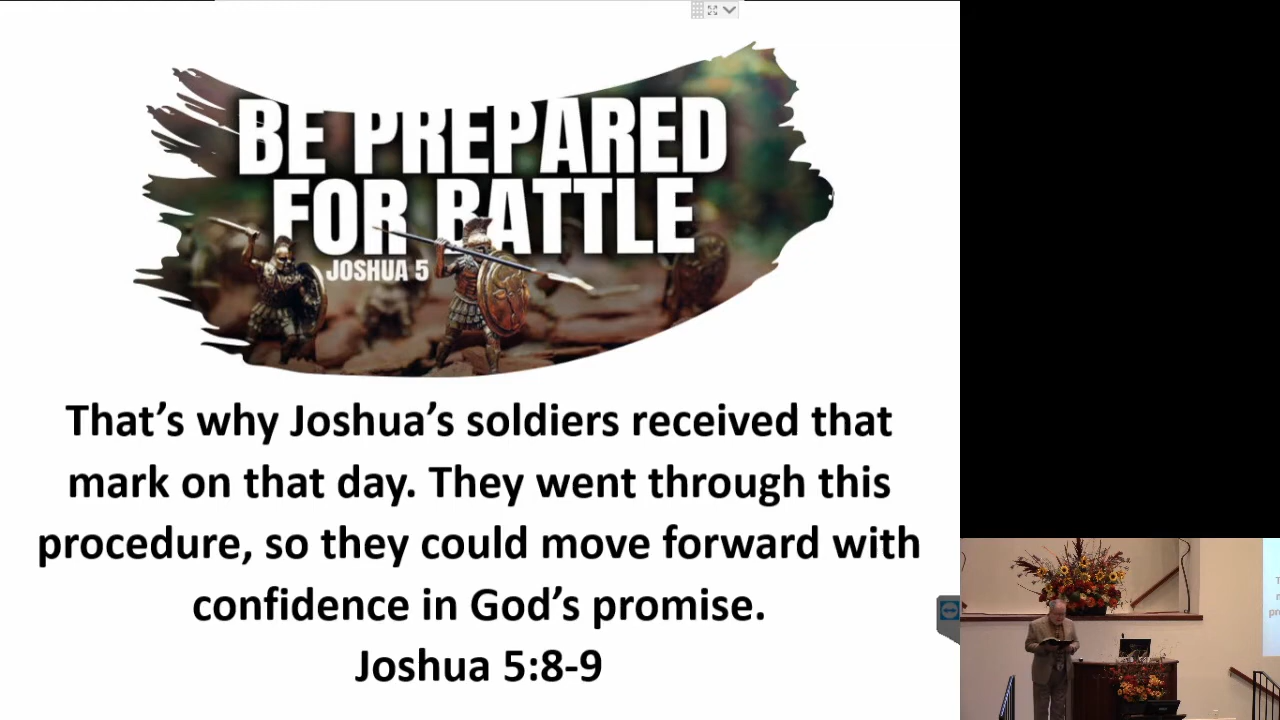 BE PREPARED
FOR BATTLE
JOSHUA 5
That’s why Joshua’s soldiers received that
mark on that day. They went through this
procedure, so they could move forward with
confidence in God’s promise.
Joshua 5:8-9